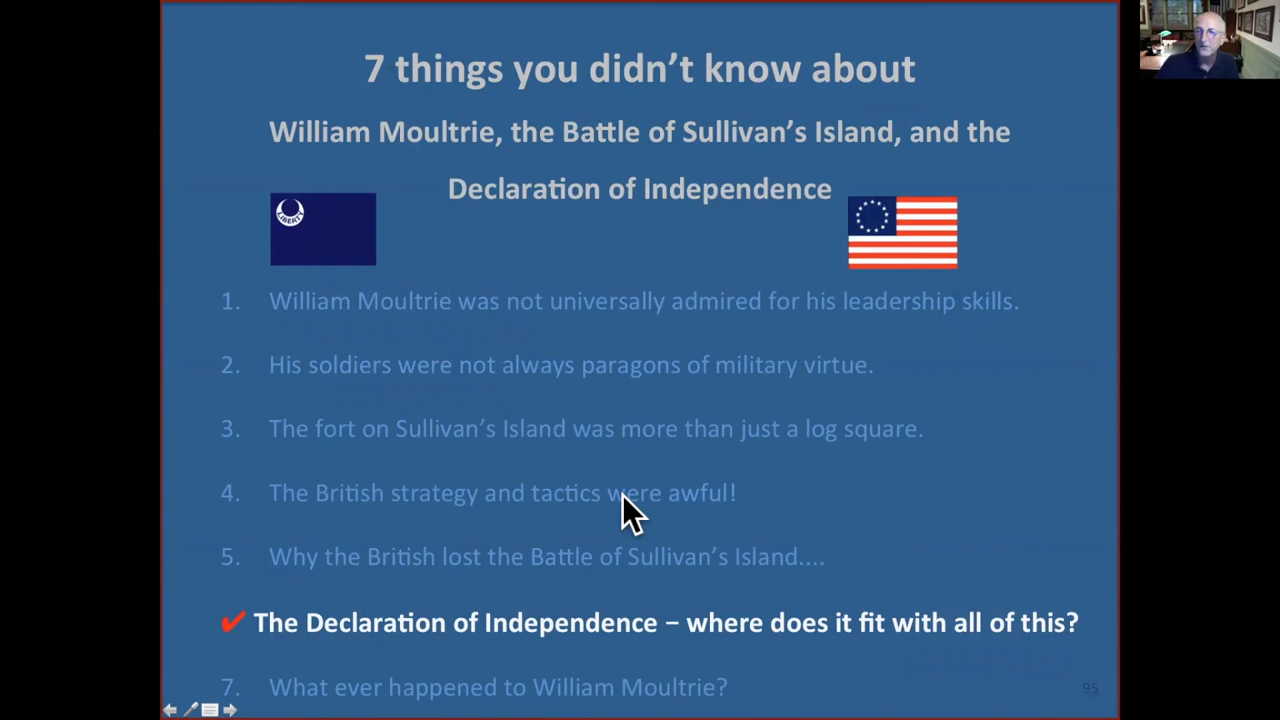 7 things you didn’t know about
William Moultrie, the Battle of Sullivan’s Island, and the
Declaration of Independence
LIBERTY
1. William Moultrie was not universally admired for his leadership skills.
2. His soldiers were not always paragons of military virtue.
3. The fort on Sullivan’s Island was more than just a log square.
4. The British strategy and tactics were awful!
5. Why the British lost the Battle of Sullivan’s Island....
✔ The Declaration of Independence – where does it fit with all of this?
7. What ever happened to William Moultrie?
95